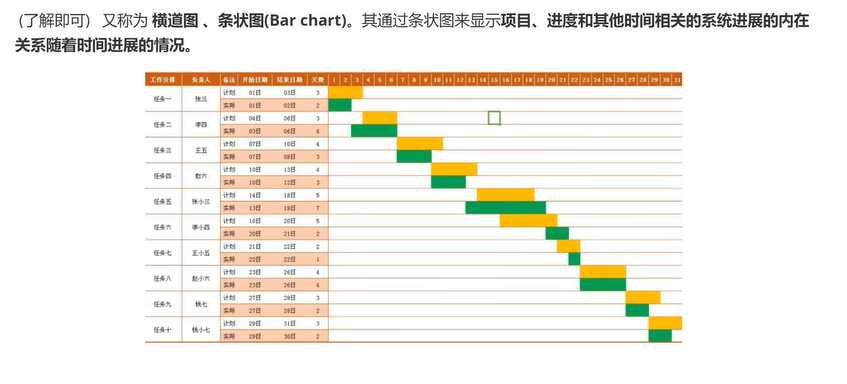 (了解即可) 又称为 横道图 、条状图(Bar chart)。其通过条状图来显示项目、进度和其他时间相关的系统进展的内在
关系随着时间进展的情况。
工作安排 负责人 备注 开始日期 结束日期 天数 1 2 3 4 5 6 7 8 9 10 11 12 13 14 15 16 17 18 19 20 21 22 23 24 25 26 27 28 29 30 31
任务一 张三 计划 01日 03日 3
实际 01日 02日 2
任务二 李四 计划 04日 06日 3
实际 03日 06日 4
任务三 王五 计划 07日 10日 4
实际 07日 09日 3
任务四 赵六 计划 10日 13日 4
实际 10日 12日 3
任务五 张小三 计划 14日 18日 5
实际 13日 19日 7
任务六 李小四 计划 16日 20日 5
实际 20日 21日 2
任务七 王小五 计划 21日 22日 2
实际 22日 22日 1
任务八 赵小六 计划 23日 26日 4
实际 23日 26日 4
任务九 钱七 计划 27日 29日 3
实际 27日 28日 2
任务十 钱小七 计划 29日 31日 3
实际 29日 30日 2